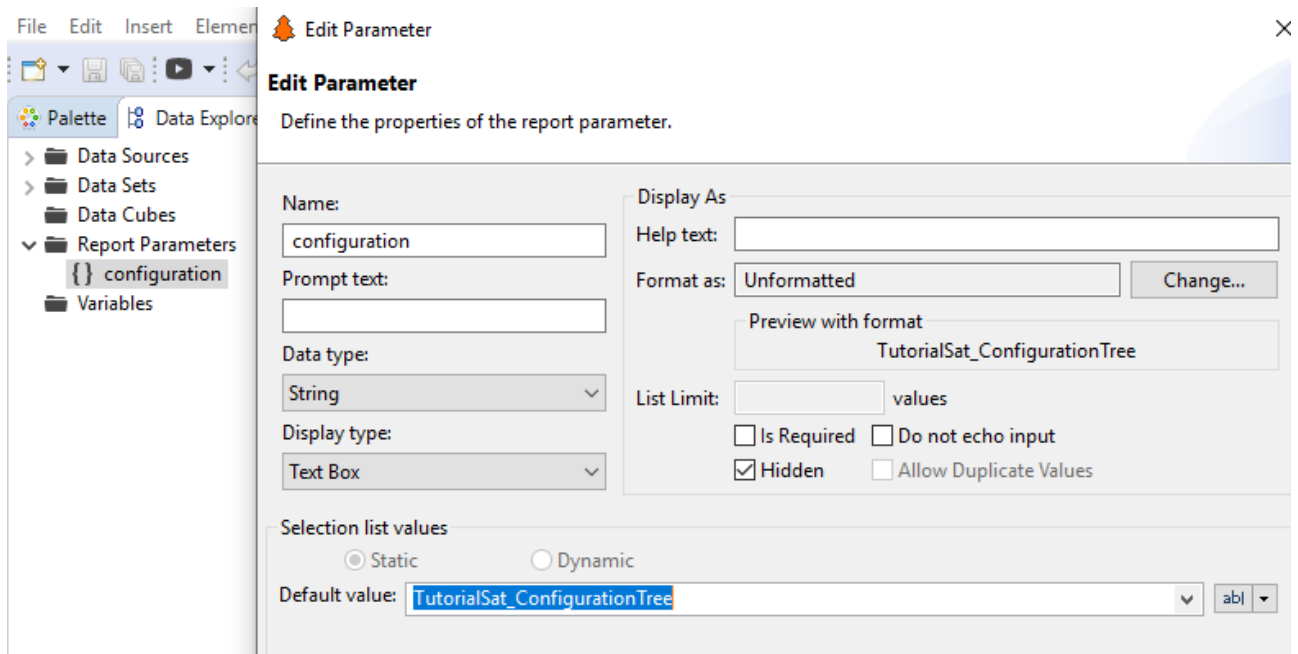 File Edit Insert Elemen
Palette Data Explore
Data Sources
Data Sets
Data Cubes
Report Parameters
{ } configuration
Variables
Edit Parameter
Edit Parameter
Define the properties of the report parameter.
Name:
configuration
Prompt text:
Data type:
String
Display type:
Text Box
Display As
Help text:
Format as: Unformatted Change...
Preview with format
TutorialSat_ConfigurationTree
List Limit: values
Is Required Do not echo input
Hidden Allow Duplicate Values
Selection list values
Static Dynamic
Default value: TutorialSat_ConfigurationTree ab|